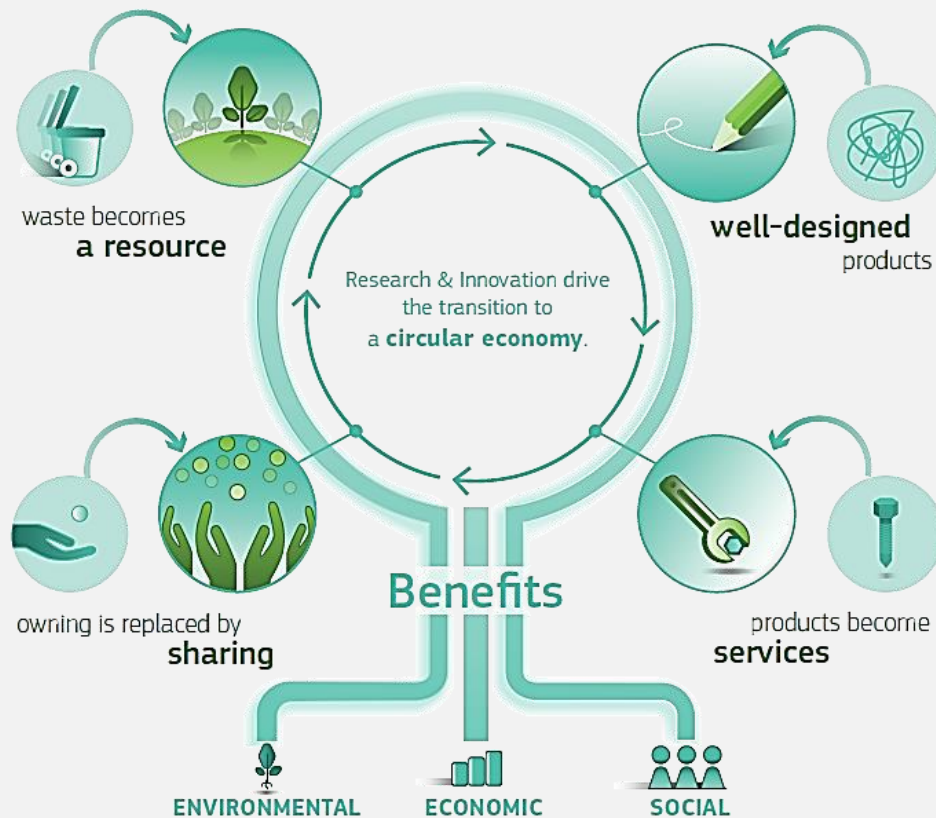 waste becomes
a resource
well-designed
products
Research & Innovation drive
the transition to
a circular economy.
owning is replaced by
sharing
products become
services
Benefits
ENVIRONMENTAL
ECONOMIC
SOCIAL